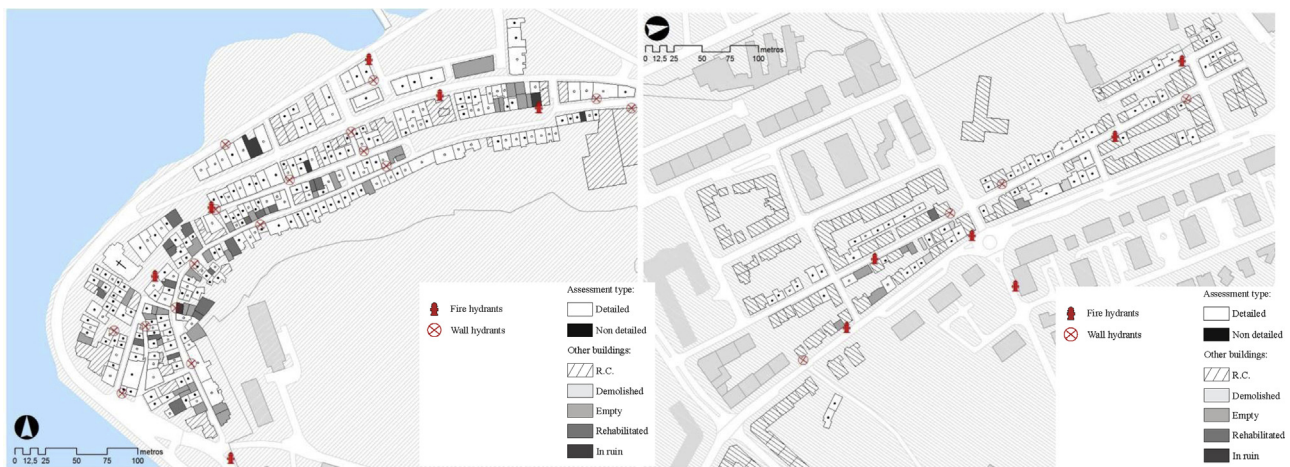 0 12,5 25 50 75 100 metros
Fire hydrants
Wall hydrants
Assessment type:
Detailed
Non detailed
Other buildings:
R.C.
Demolished
Empty
Rehabilitated
In ruin
0 12,5 25 50 75 100 metros
Fire hydrants
Wall hydrants
Assessment type:
Detailed
Non detailed
Other buildings:
R.C.
Demolished
Empty
Rehabilitated
In ruin